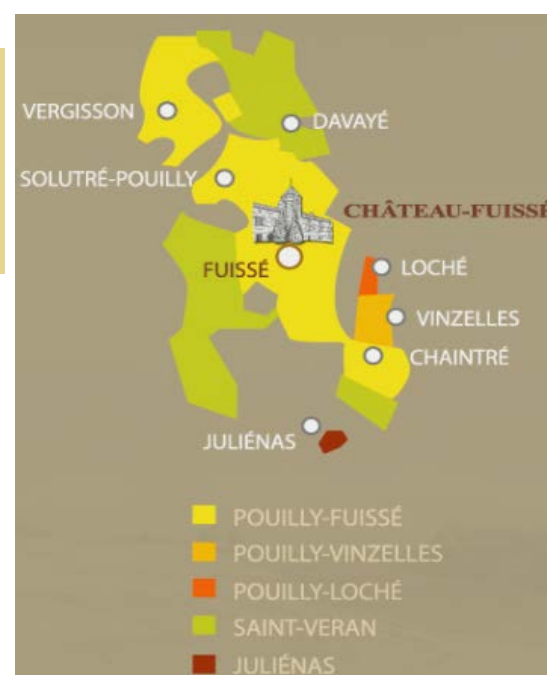 VERGISSON
DAVAYÉ
SOLUTRÉ-POUILLY
CHÂTEAU-FUISSÉ
FUISSÉ
LOCHÉ
VINZELLES
CHAINTRÉ
JULIÉNAS
POUILLY-FUISSÉ
POUILLY-VINZELLES
POUILLY-LOCHÉ
SAINT-VERAN
JULIÉNAS